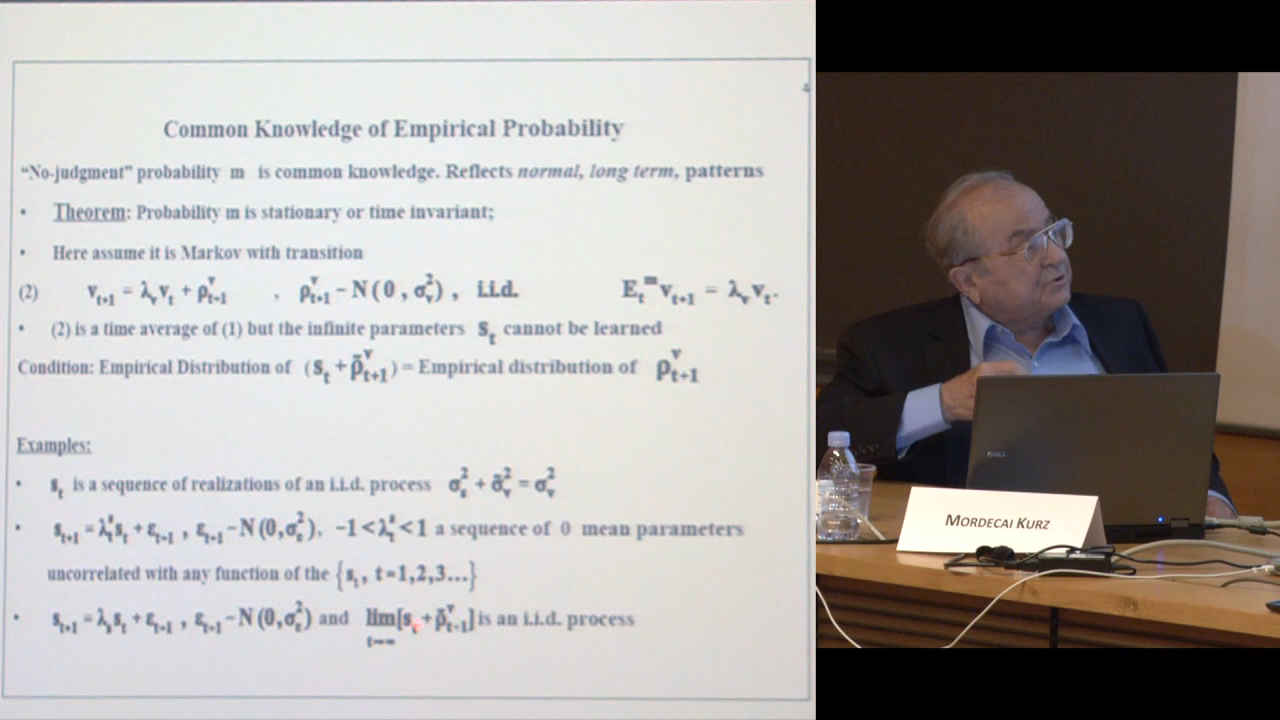 4
Common Knowledge of Empirical Probability
“No-judgment” probability m is common knowledge. Reflects normal, long term, patterns
• Theorem: Probability m is stationary or time invariant;
• Here assume it is Markov with transition
(2) v_{t+1} = λ_v v_t + ρ^v_{t+1} , ρ^v_{t+1} ~ N(0, σ_v^2), i.i.d. E_t^m v_{t+1} = λ_v v_t.
• (2) is a time average of (1) but the infinite parameters s_t cannot be learned
Condition: Empirical Distribution of (s_t + ρ̃^v_{t+1}) = Empirical distribution of ρ^v_{t+1}
Examples:
• s_t is a sequence of realizations of an i.i.d. process σ_s^2 + σ̃_v^2 = σ_v^2
• s_{t+1} = λ_t^s s_t + ε_{t+1}, ε_{t+1} ~ N(0, σ_ε^2), -1 < λ_t^s < 1 a sequence of 0 mean parameters
uncorrelated with any function of the {s_t, t=1,2,3...}
• s_{t+1} = λ_s s_t + ε_{t+1}, ε_{t+1} ~ N(0, σ_ε^2) and lim_{t→∞}[s_t + ρ̃^v_{t+1}] is an i.i.d. process
DELL
MORDECAI KURZ